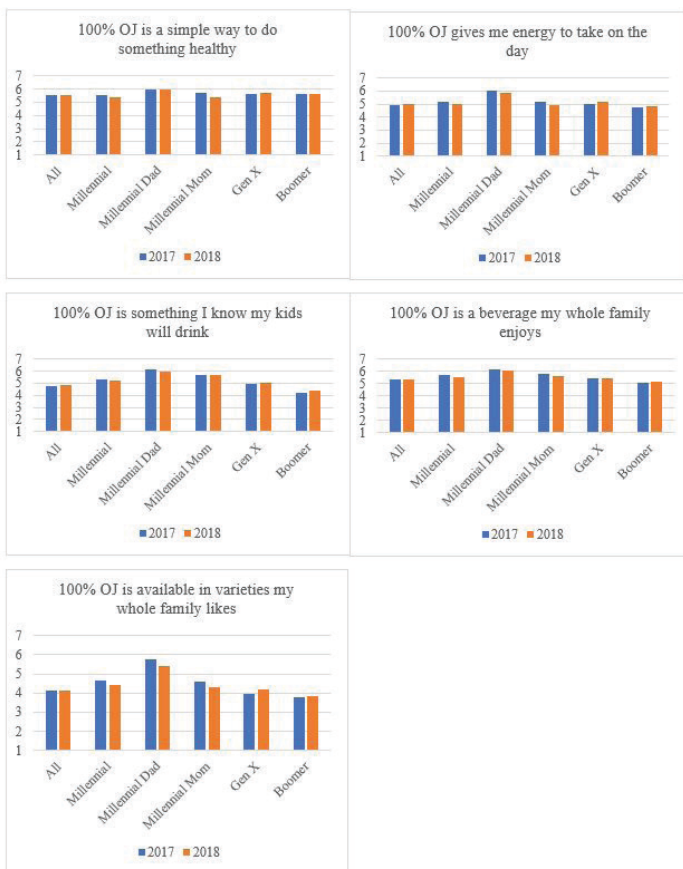 100% OJ is a simple way to do
something healthy
7
6
5
4
3
2
1
All
Millennial
Millennial Dad
Millennial Mom
Gen X
Boomer
2017 2018
100% OJ gives me energy to take on the
day
7
6
5
4
3
2
1
All
Millennial
Millennial Dad
Millennial Mom
Gen X
Boomer
2017 2018
100% OJ is something I know my kids
will drink
7
6
5
4
3
2
1
All
Millennial
Millennial Dad
Millennial Mom
Gen X
Boomer
2017 2018
100% OJ is a beverage my whole family
enjoys
7
6
5
4
3
2
1
All
Millennial
Millennial Dad
Millennial Mom
Gen X
Boomer
2017 2018
100% OJ is available in varieties my
whole family likes
7
6
5
4
3
2
1
All
Millennial
Millennial Dad
Millennial Mom
Gen X
Boomer
2017 2018